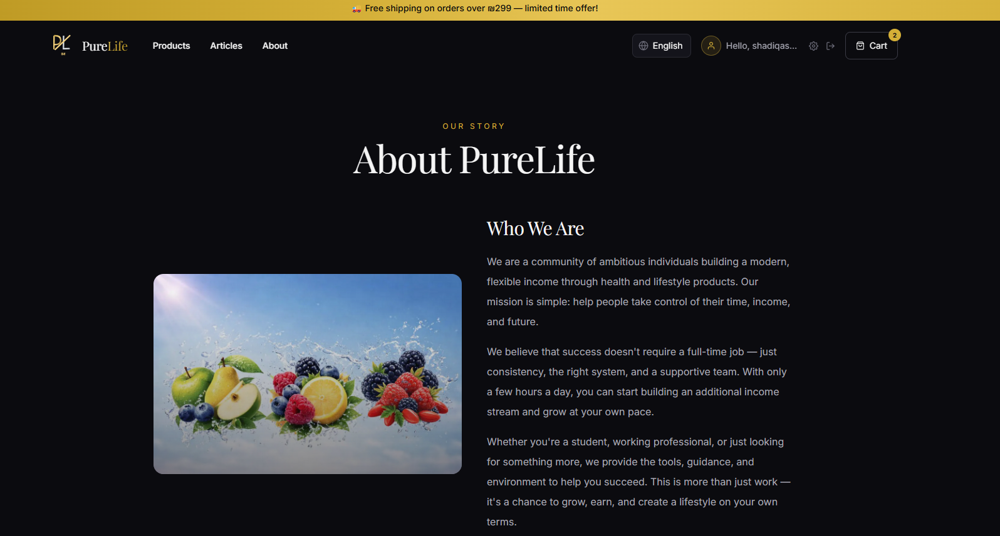 Free shipping on orders over ₪299 — limited time offer!
PureLife
Products
Articles
About
English
Hello, shadiqas...
Cart
2
OUR STORY
About PureLife
Who We Are
We are a community of ambitious individuals building a modern,
flexible income through health and lifestyle products. Our
mission is simple: help people take control of their time, income,
and future.
We believe that success doesn't require a full-time job — just
consistency, the right system, and a supportive team. With only
a few hours a day, you can start building an additional income
stream and grow at your own pace.
Whether you're a student, working professional, or just looking
for something more, we provide the tools, guidance, and
environment to help you succeed. This is more than just work —
it's a chance to grow, earn, and create a lifestyle on your own
terms.